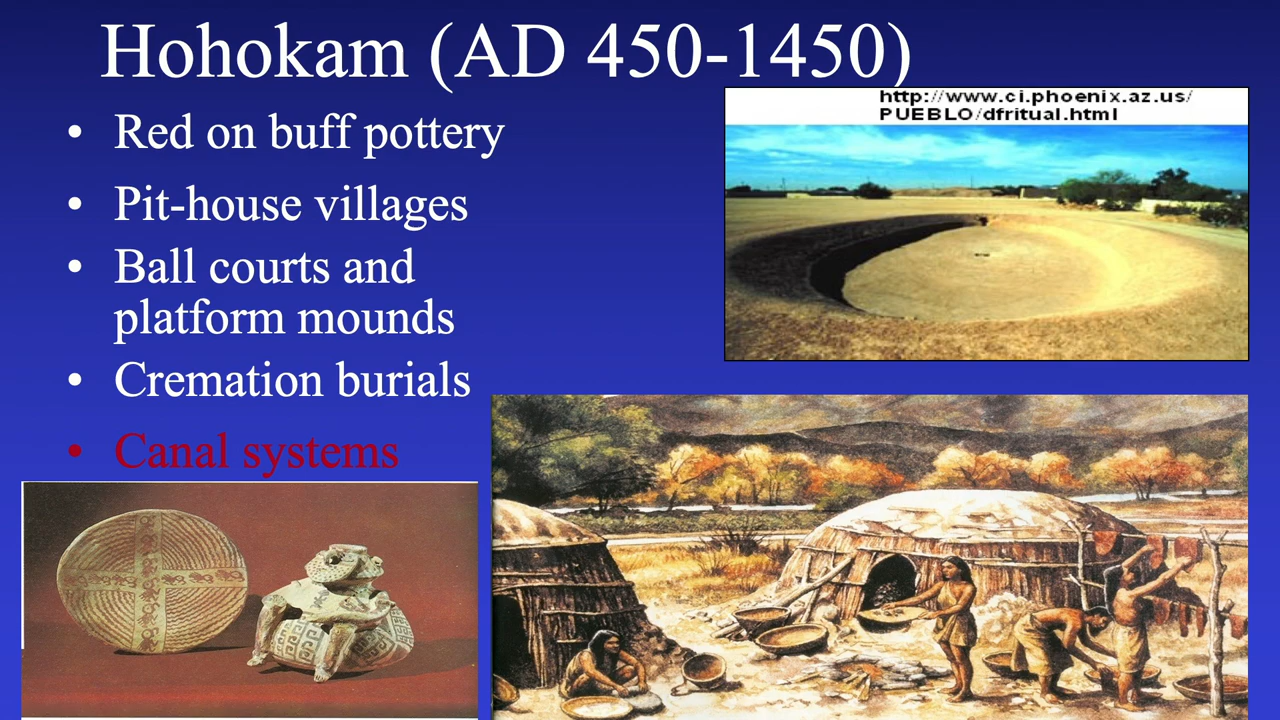 Hohokam (AD 450-1450)
http://www.ci.phoenix.az.us/
PUEBLO/dfritual.html
• Red on buff pottery
• Pit-house villages
• Ball courts and
platform mounds
• Cremation burials
• Canal systems